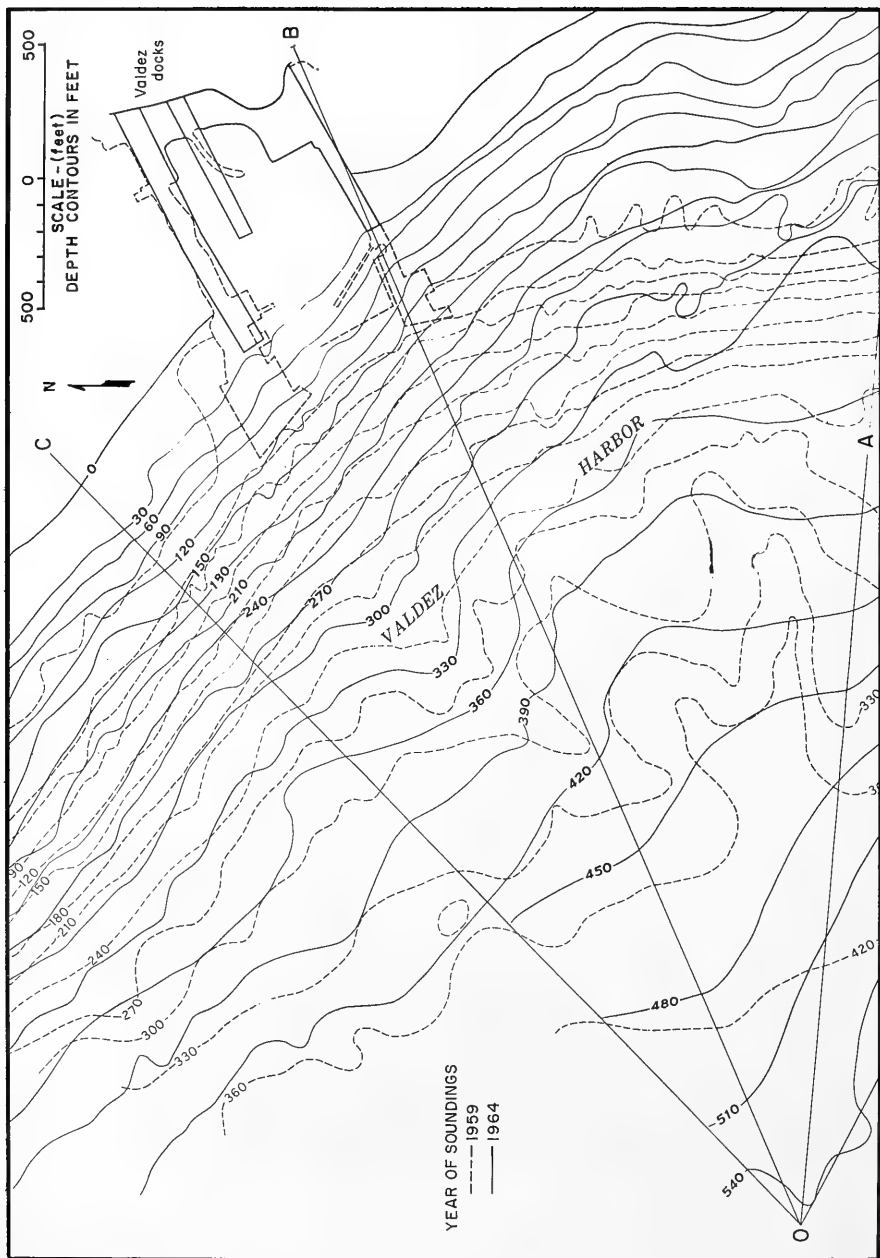 500 0 500
SCALE - (feet)
DEPTH CONTOURS IN FEET
Valdez
docks
B
N
C
0
30
60
90
120
150
180
210
240
270
300
330
360
390
420
450
480
510
540
VALDEZ
HARBOR
A
90
120
150
180
210
240
270
300
330
360
330
420
YEAR OF SOUNDINGS
1959
1964
O